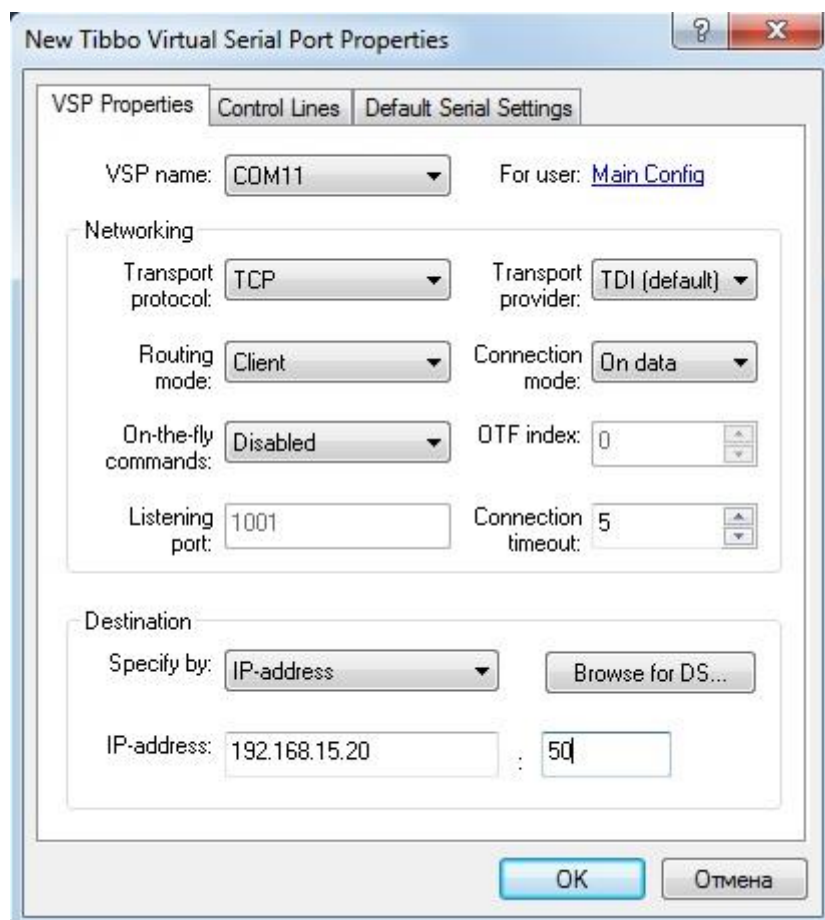 New Tibbo Virtual Serial Port Properties
VSP Properties Control Lines Default Serial Settings
VSP name: COM11 For user: Main Config
Networking
Transport protocol: TCP Transport provider: TDI (default)
Routing mode: Client Connection mode: On data
On-the-fly commands: Disabled OTF index: 0
Listening port: 1001 Connection timeout: 5
Destination
Specify by: IP-address Browse for DS...
IP-address: 192.168.15.20 : 50
OK Отмена